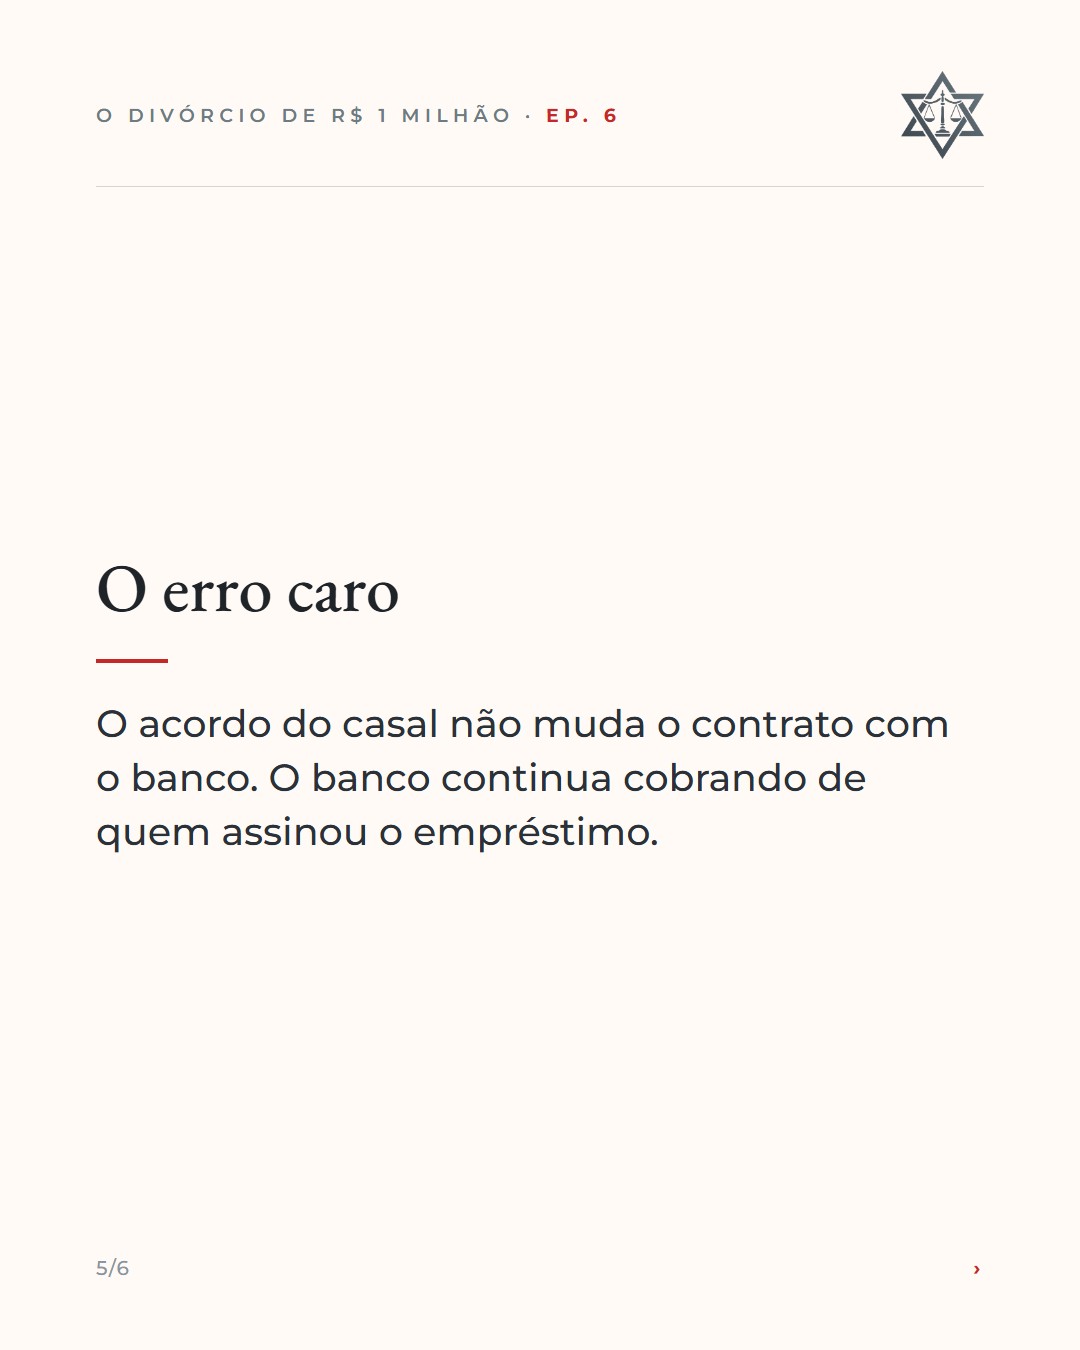 O DIVÓRCIO DE R$ 1 MILHÃO · EP. 6
O erro caro
O acordo do casal não muda o contrato com
o banco. O banco continua cobrando de
quem assinou o empréstimo.
5/6 ›